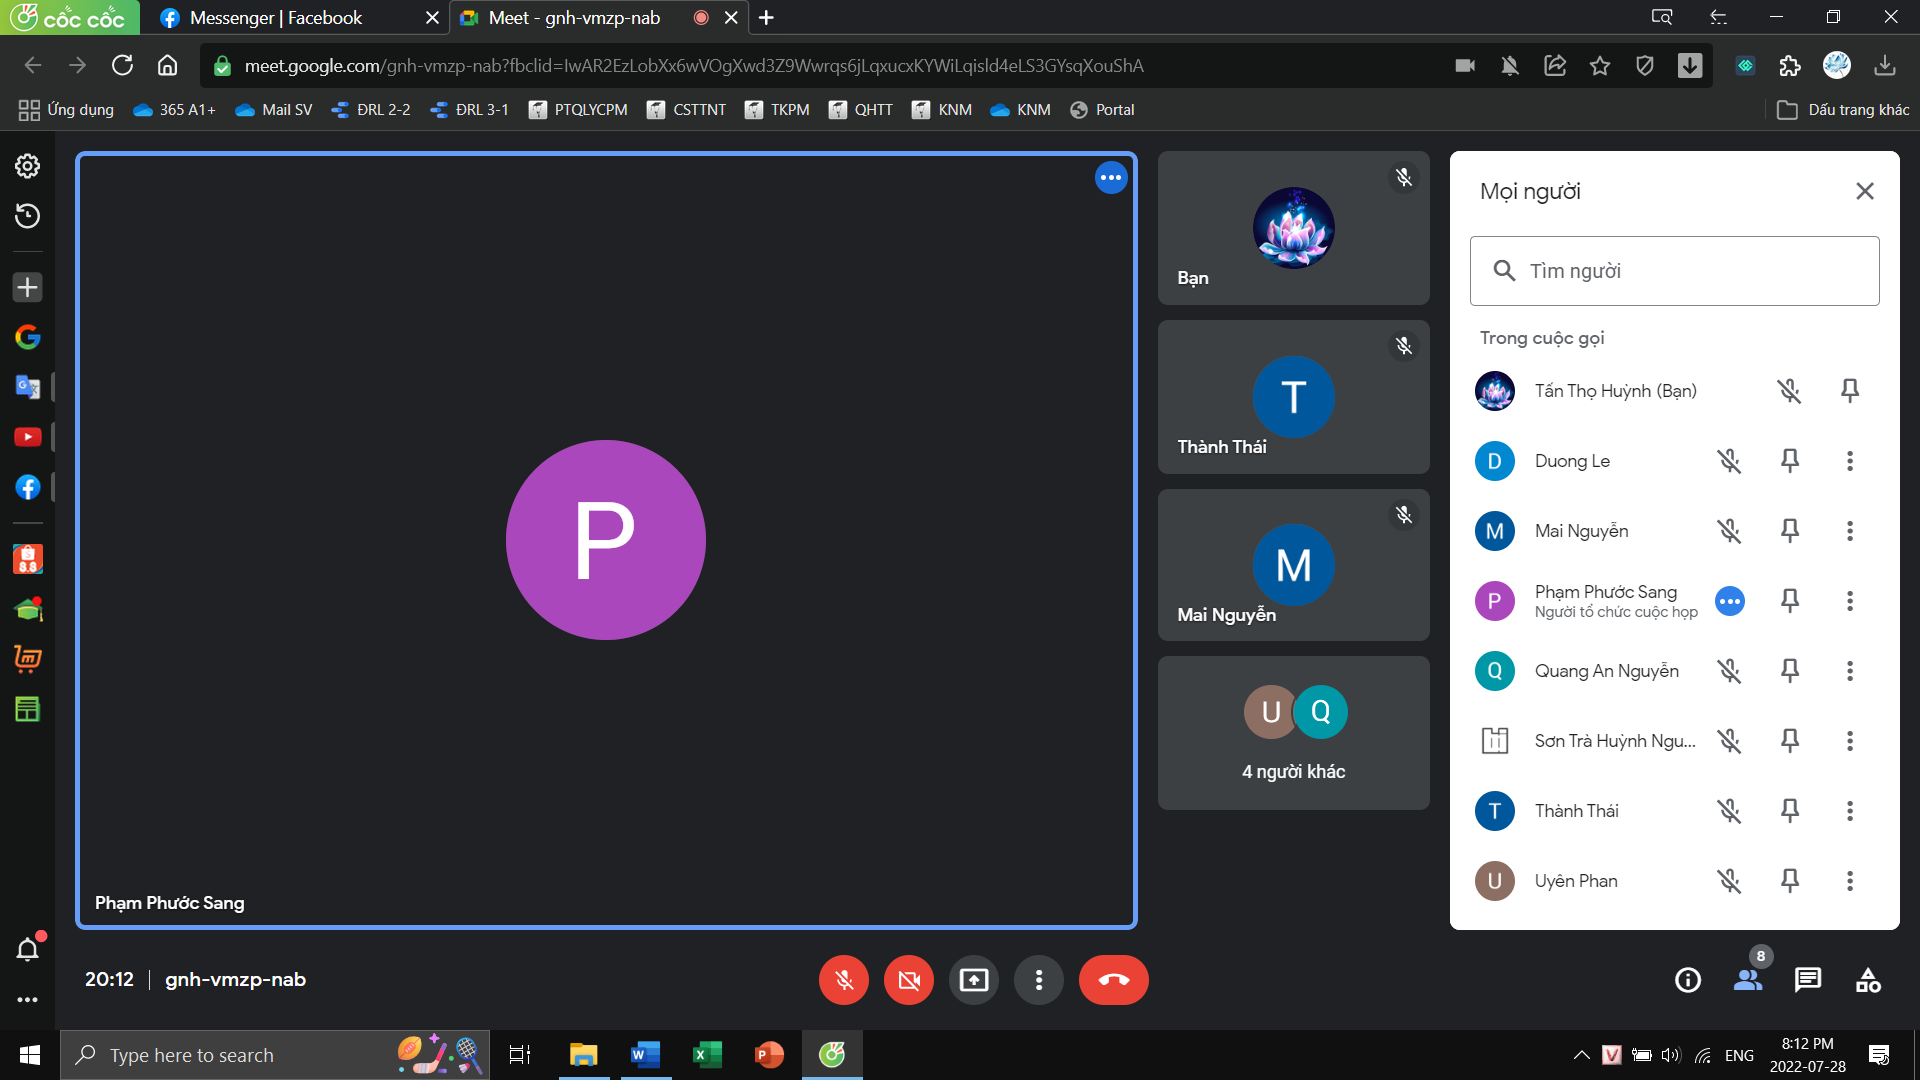 cốc cốc
Messenger | Facebook
Meet - gnh-vmzp-nab
meet.google.com/gnh-vmzp-nab?fbclid=IwAR2EzLobXx6wVOgXwd3Z9Wwrqs6jLqxucxKYWiLqisld4eLS3GYsqXouShA
Ứng dụng
365 A1+
Mail SV
ĐRL 2-2
ĐRL 3-1
PTQLYCPM
CSTTNT
TKPM
QHTT
KNM
KNM
Portal
Dấu trang khác
8.8
P
Phạm Phước Sang
Bạn
T
Thành Thái
M
Mai Nguyễn
U Q
4 người khác
Mọi người
Tìm người
Trong cuộc gọi
Tấn Thọ Huỳnh (Bạn)
D Duong Le
M Mai Nguyễn
P Phạm Phước Sang
Người tổ chức cuộc họp
Q Quang An Nguyễn
Sơn Trà Huỳnh Ngu...
T Thành Thái
U Uyên Phan
20:12 | gnh-vmzp-nab
8
Type here to search
ENG
8:12 PM
2022-07-28